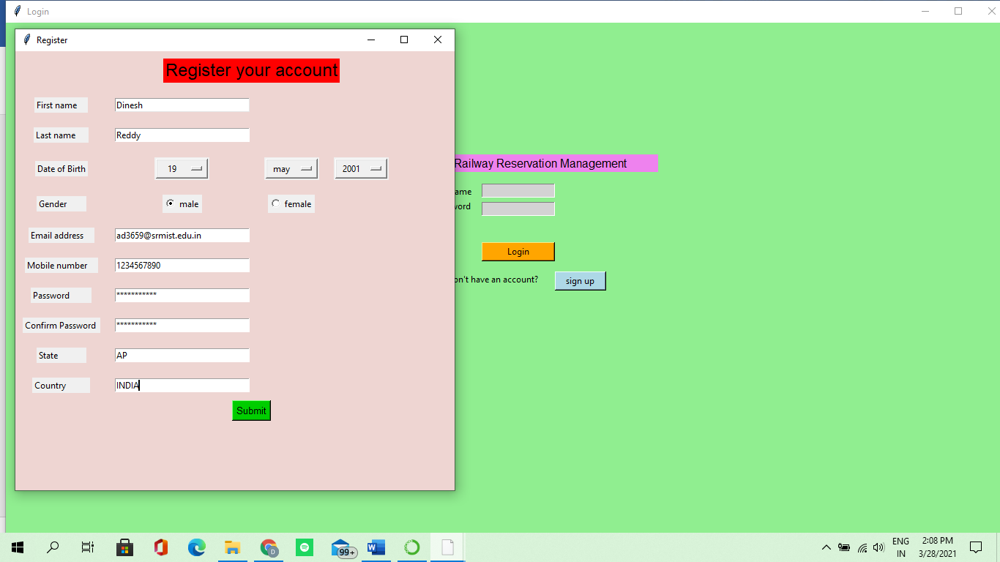 Login
Register
Register your account
First name Dinesh
Last name Reddy
Date of Birth 19 may 2001
Gender male female
Email address ad3659@srmist.edu.in
Mobile number 1234567890
Password ***********
Confirm Password ***********
State AP
Country INDIA
Submit
Railway Reservation Management
ame
word
Login
on't have an account? sign up
D
99+
W
ENG
IN
2:08 PM
3/28/2021